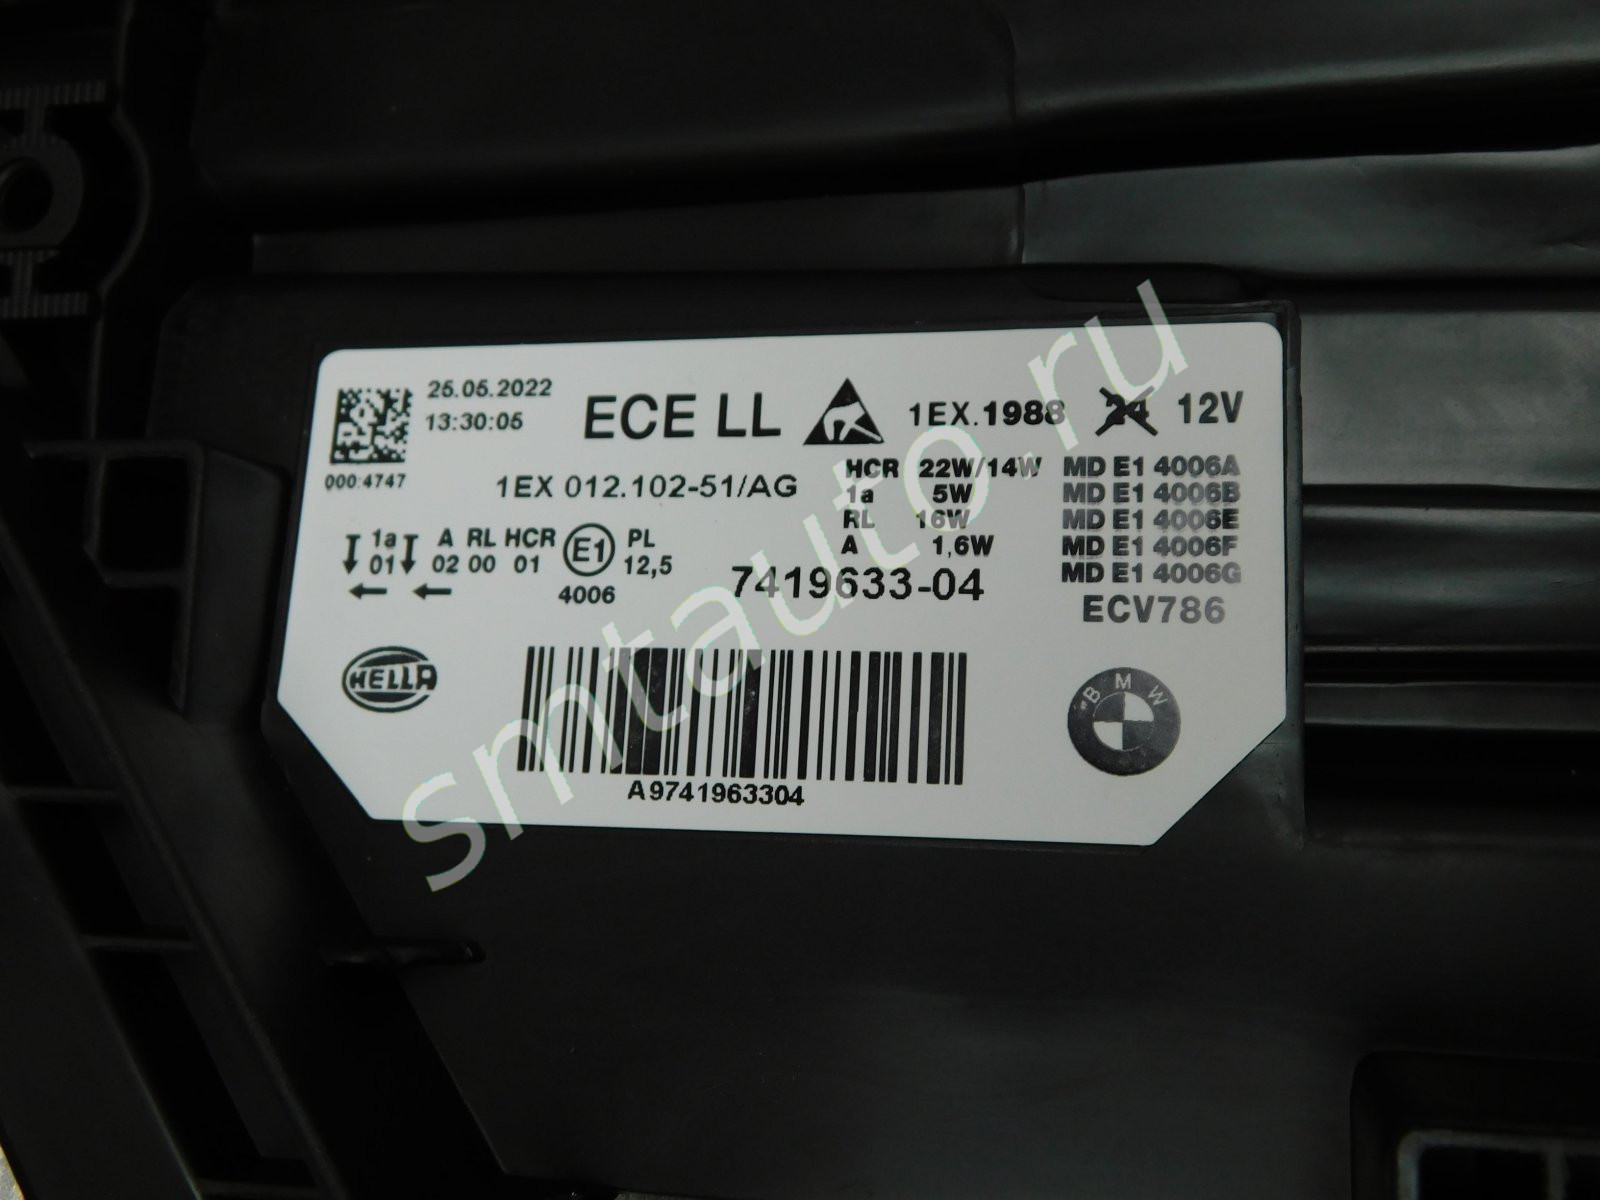 25.05.2022
13:30:05
000:4747
ECE LL
1EX.1988 24 12V
1EX 012.102-51/AG
HCR 22W/14W MD E1 4006A
1a 5W MD E1 4006B
RL 16W MD E1 4006E
A 1,6W MD E1 4006F
MD E1 4006G
1a A RL HCR E1 PL
01 02 00 01 12,5
4006
7419633-04
ECV786
HELLA
BMW
A9741963304
smtauto.ru